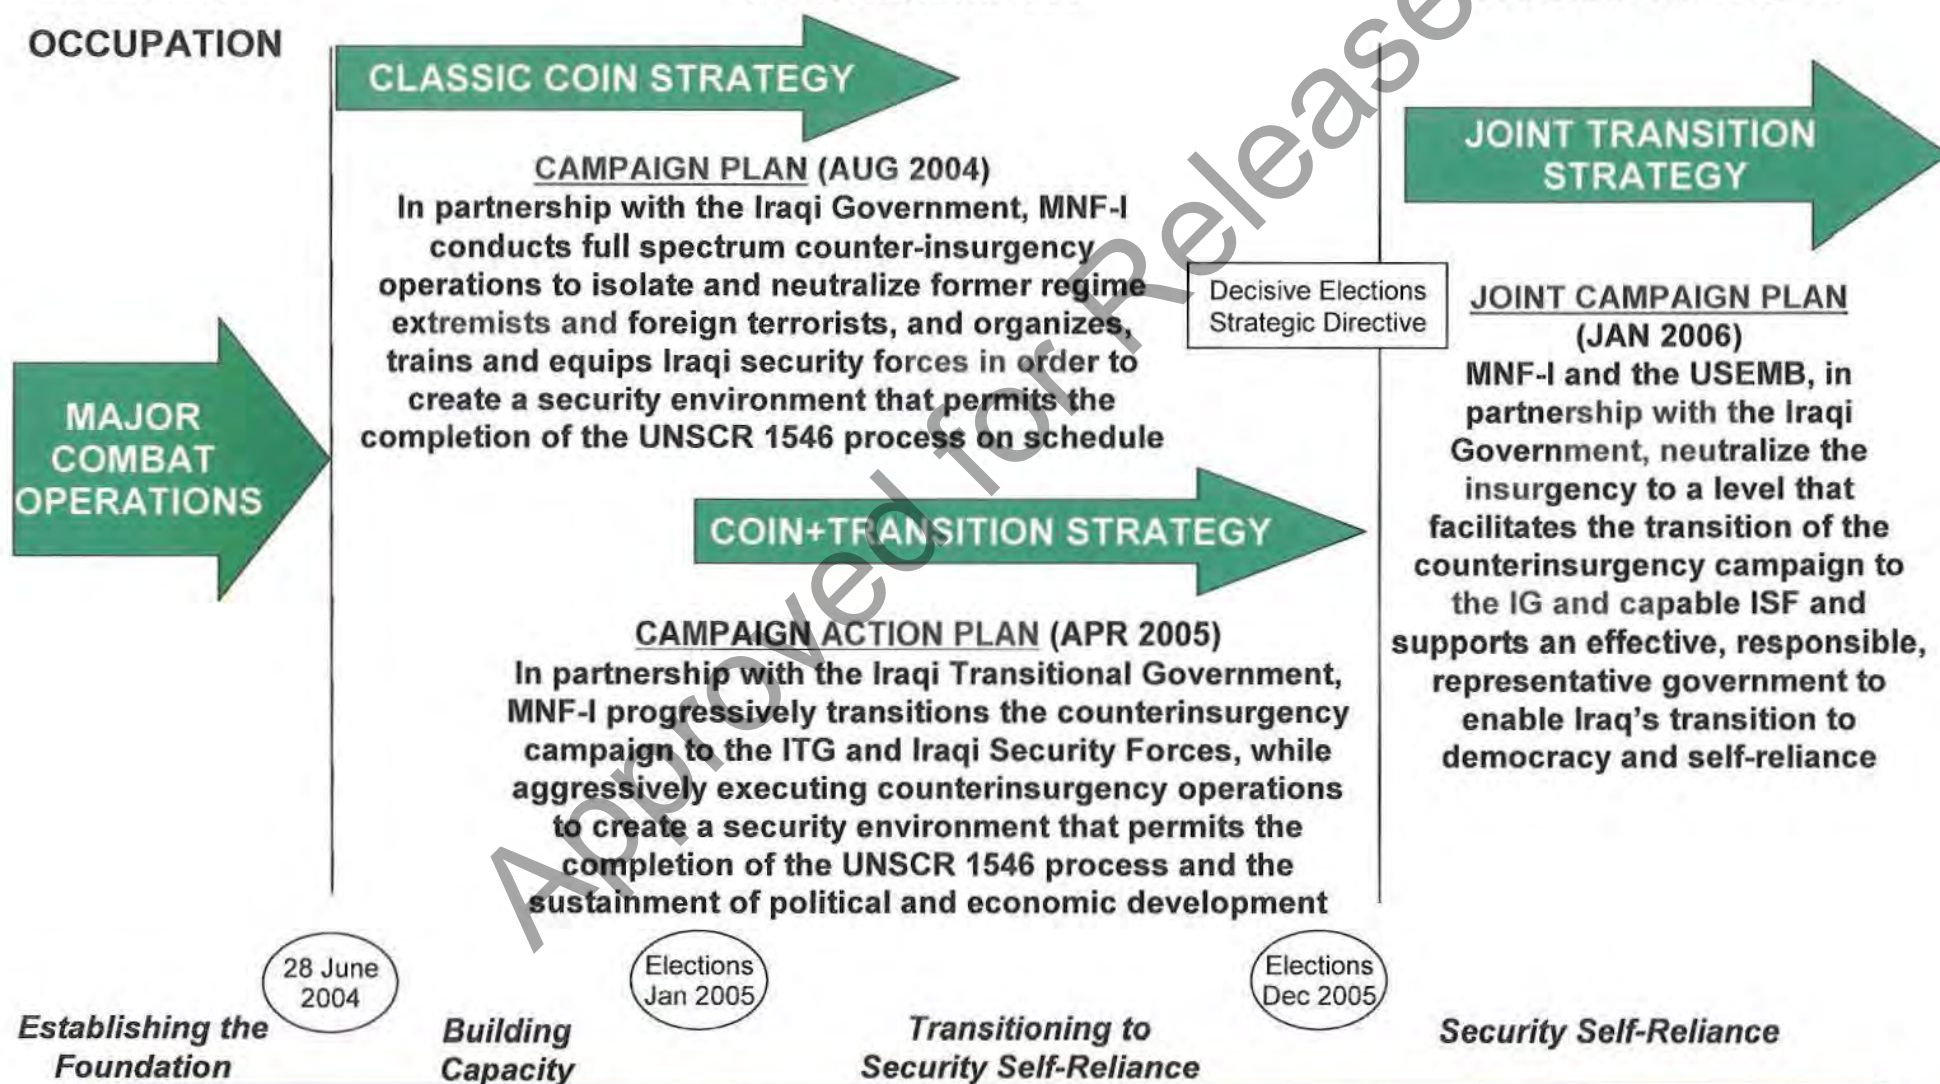 OCCUPATION
CLASSIC COIN STRATEGY
CAMPAIGN PLAN (AUG 2004)
In partnership with the Iraqi Government, MNF-I
conducts full spectrum counter-insurgency
operations to isolate and neutralize former regime
extremists and foreign terrorists, and organizes,
trains and equips Iraqi security forces in order to
create a security environment that permits the
completion of the UNSCR 1546 process on schedule
MAJOR
COMBAT
OPERATIONS
COIN+TRANSITION STRATEGY
CAMPAIGN ACTION PLAN (APR 2005)
In partnership with the Iraqi Transitional Government,
MNF-I progressively transitions the counterinsurgency
campaign to the ITG and Iraqi Security Forces, while
aggressively executing counterinsurgency operations
to create a security environment that permits the
completion of the UNSCR 1546 process and the
sustainment of political and economic development
Decisive Elections
Strategic Directive
JOINT TRANSITION
STRATEGY
JOINT CAMPAIGN PLAN
(JAN 2006)
MNF-I and the USEMB, in
partnership with the Iraqi
Government, neutralize the
insurgency to a level that
facilitates the transition of the
counterinsurgency campaign to
the IG and capable ISF and
supports an effective, responsible,
representative government to
enable Iraq's transition to
democracy and self-reliance
28 June
2004
Elections
Jan 2005
Elections
Dec 2005
Establishing the
Foundation
Building
Capacity
Transitioning to
Security Self-Reliance
Security Self-Reliance
Approved for Release